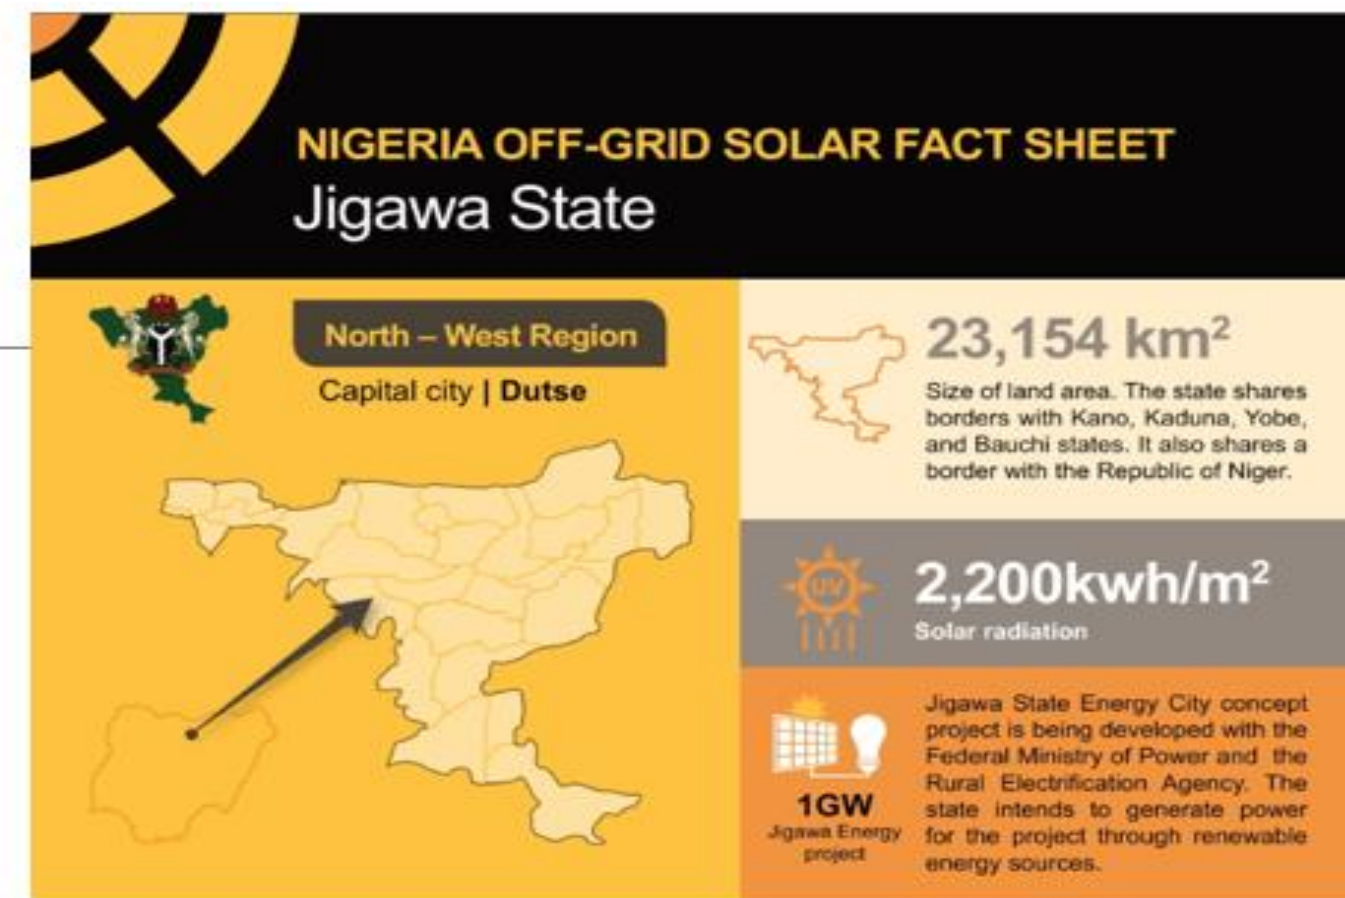 NIGERIA OFF-GRID SOLAR FACT SHEET
Jigawa State
North – West Region
Capital city | Dutse
23,154 km²
Size of land area. The state shares
borders with Kano, Kaduna, Yobe,
and Bauchi states. It also shares a
border with the Republic of Niger.
UV
2,200kwh/m²
Solar radiation
1GW
Jigawa Energy
project
Jigawa State Energy City concept
project is being developed with the
Federal Ministry of Power and the
Rural Electrification Agency. The
state intends to generate power
for the project through renewable
energy sources.